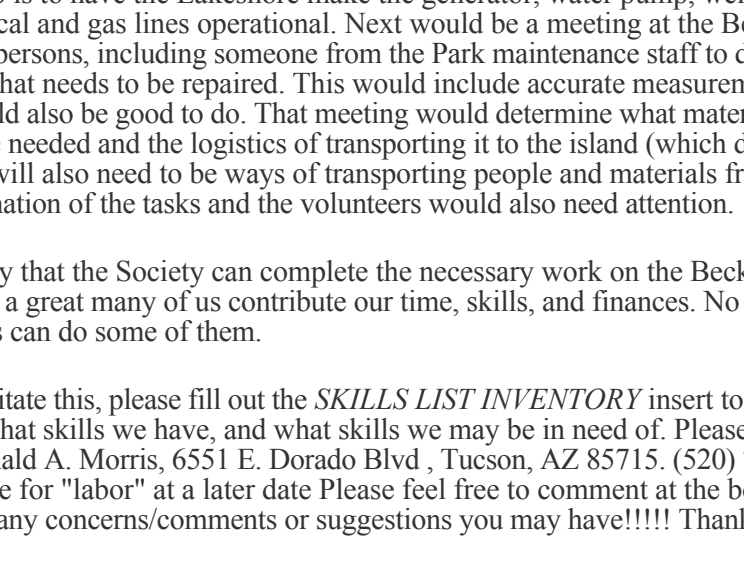 is to have the Lakeshore make the generator, water pump,
cal and gas lines operational. Next would be a meeting at the
persons, including someone from the Park maintenance staff to
hat needs to be repaired. This would include accurate
ld also be good to do. That meeting would determine what
needed and the logistics of transporting it to the island (which
will also need to be ways of transporting people and materials
nation of the tasks and the volunteers would also need attention.
y that the Society can complete the necessary work on the Beck
a great many of us contribute our time, skills, and finances. No
s can do some of them.
itate this, please fill out the SKILLS LIST INVENTORY insert to
hat skills we have, and what skills we may be in need of. Please
ald A. Morris, 6551 E. Dorado Blvd , Tucson, AZ 85715. (520)
e for "labor" at a later date Please feel free to comment at the
any concerns/comments or suggestions you may have!!!!! Thank